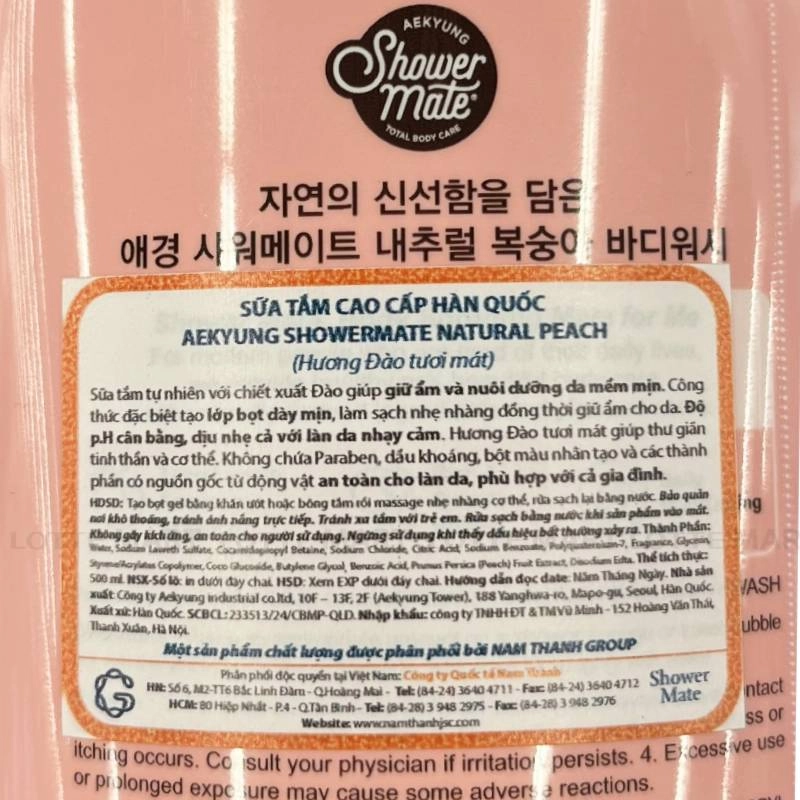 AEKYUNG
Shower
Mate
TOTAL BODY CARE
자연의 신선함을 담은
애경 샤워메이트 내추럴 복숭아 바디워시
SỮA TẮM CAO CẤP HÀN QUỐC
AEKYUNG SHOWERMATE NATURAL PEACH
(Hương Đào tươi mát)
Sữa tắm tự nhiên với chiết xuất Đào giúp giữ ẩm và nuôi dưỡng da mềm mịn. Công
thức đặc biệt tạo lớp bọt dày mịn, làm sạch nhẹ nhàng đồng thời giữ ẩm cho da. Độ
p.H cân bằng, dịu nhẹ cả với làn da nhạy cảm. Hương Đào tươi mát giúp thư giãn
tinh thần và cơ thể. Không chứa Paraben, dầu khoáng, bột màu nhân tạo và các thành
phần có nguồn gốc từ động vật an toàn cho làn da, phù hợp với cả gia đình.
HDSD: Tạo bọt gel bằng khăn ướt hoặc bông tắm rồi massage nhẹ nhàng cơ thể, rửa sạch lại bằng nước. Bảo quản
nơi khô thoáng, tránh ánh nắng trực tiếp. Tránh xa tầm với trẻ em. Rửa sạch bằng nước khi sản phẩm vào mắt.
Không gây kích ứng, an toàn cho người sử dụng. Ngừng sử dụng khi thấy dấu hiệu bất thường xảy ra. Thành Phần:
Water, Sodium Laureth Sulfate, Cocamidopropyl Betaine, Sodium Chloride, Citric Acid, Sodium Benzoate, Polyquaternium-7, Fragrance, Glycerin,
Styrene/Acrylates Copolymer, Coco Glucoside, Butylene Glycol, Benzoic Acid, Prunus Persica (Peach) Fruit Extract, Disodium Edta. Thể tích thực:
500 ml. NSX-Số lô: in dưới đáy chai. HSD: Xem EXP dưới đáy chai. Hướng dẫn đọc date: Năm Tháng Ngày. Nhà sản
xuất: Công ty Aekyung industrial co.ltd, 10F – 13F, 2F (Aekyung Tower), 188 Yanghwa-ro, Mapo-gu, Seoul, Hàn Quốc.
Xuất xứ: Hàn Quốc. SCBCL: 233513/24/CBMP-QLD. Nhập khẩu: công ty TNHH ĐT & TM Vũ Minh - 152 Hoàng Văn Thái,
Thanh Xuân, Hà Nội.
Một sản phẩm chất lượng được phân phối bởi NAM THANH GROUP
Phân phối độc quyền tại Việt Nam: Công ty Quốc tế Nam Thành
HN: Số 6, M2-TT6 Bắc Linh Đàm - Q.Hoàng Mai - Tel: (84-24) 3640 4711 - Fax: (84-24) 3640 4712
HCM: 80 Hiệp Nhất - P.4 - Q.Tân Bình- Tel: (84-28) 3 948 2975 - Fax: (84-28) 3 948 2976
Website: www.namthanhjsc.com
Shower
Mate
WASH
ubble
ntact
ss or
itching occurs. Consult your physician if irritation persists. 4. Excessive use
or prolonged exposure may cause some adverse reactions.